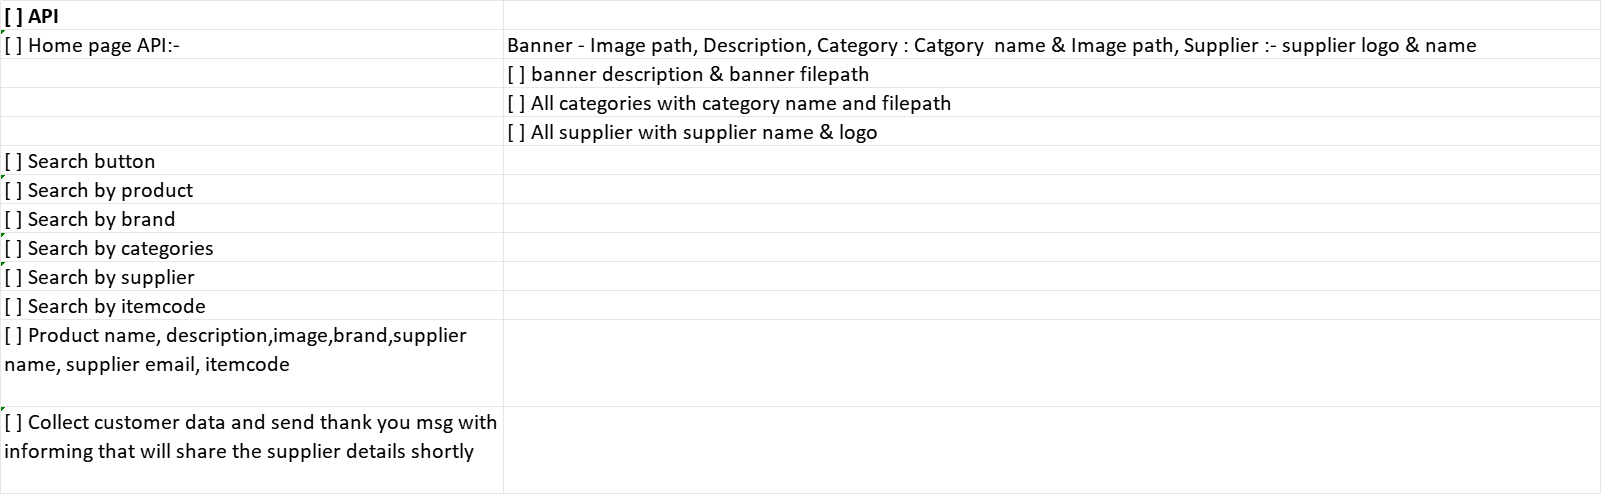 [ ] API
[ ] Home page API:-
Banner - Image path, Description, Category : Catgory  name & Image path, Supplier :- supplier logo & name
[ ] banner description & banner filepath
[ ] All categories with category name and filepath
[ ] All supplier with supplier name & logo
[ ] Search button
[ ] Search by product
[ ] Search by brand
[ ] Search by categories
[ ] Search by supplier
[ ] Search by itemcode
[ ] Product name, description,image,brand,supplier
name, supplier email, itemcode
[ ] Collect customer data and send thank you msg with
informing that will share the supplier details shortly